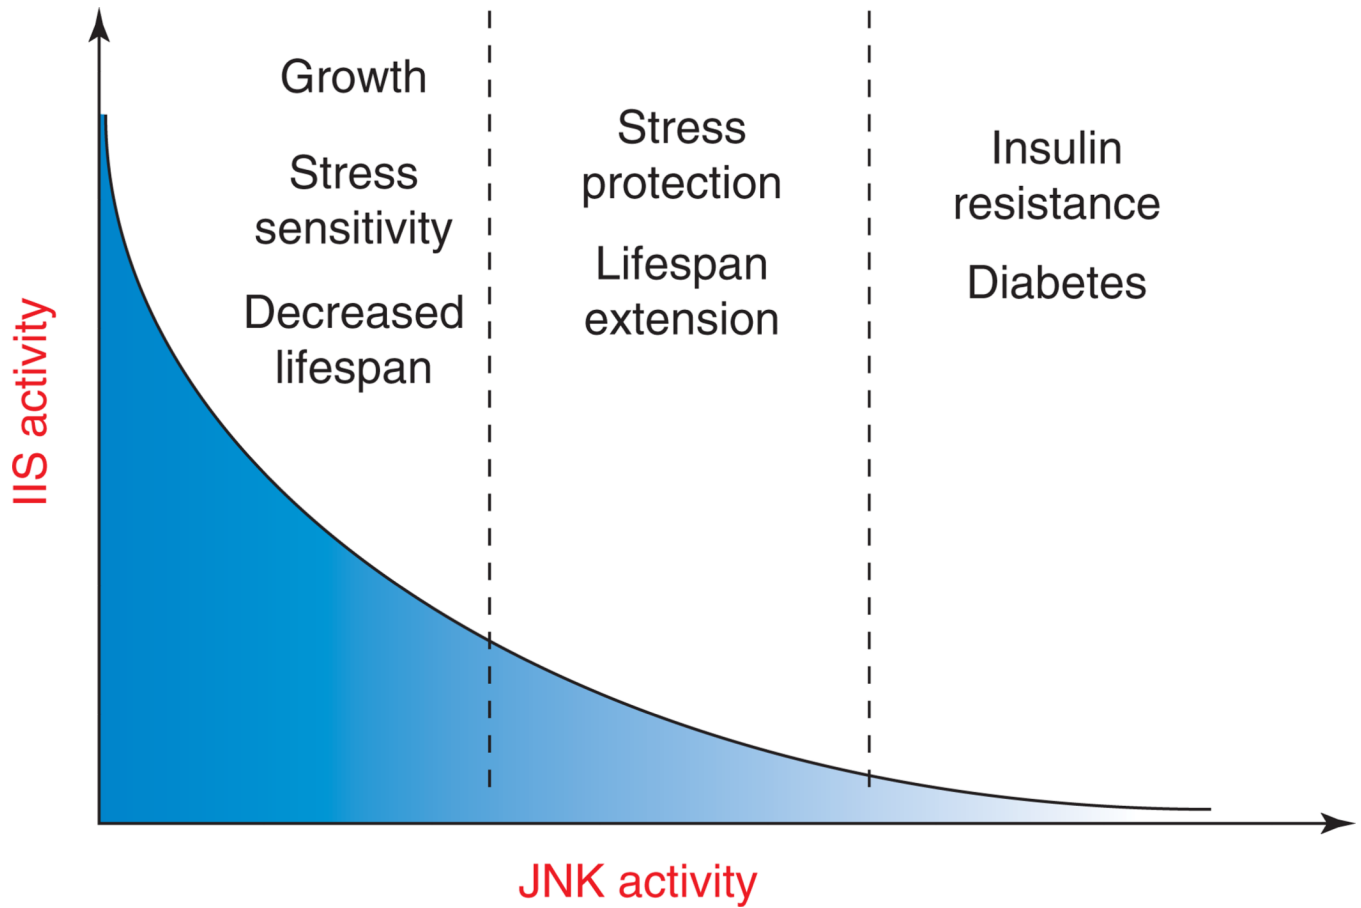 Growth
Stress
sensitivity
Decreased
lifespan
Stress
protection
Lifespan
extension
Insulin
resistance
Diabetes
IIS activity
JNK activity